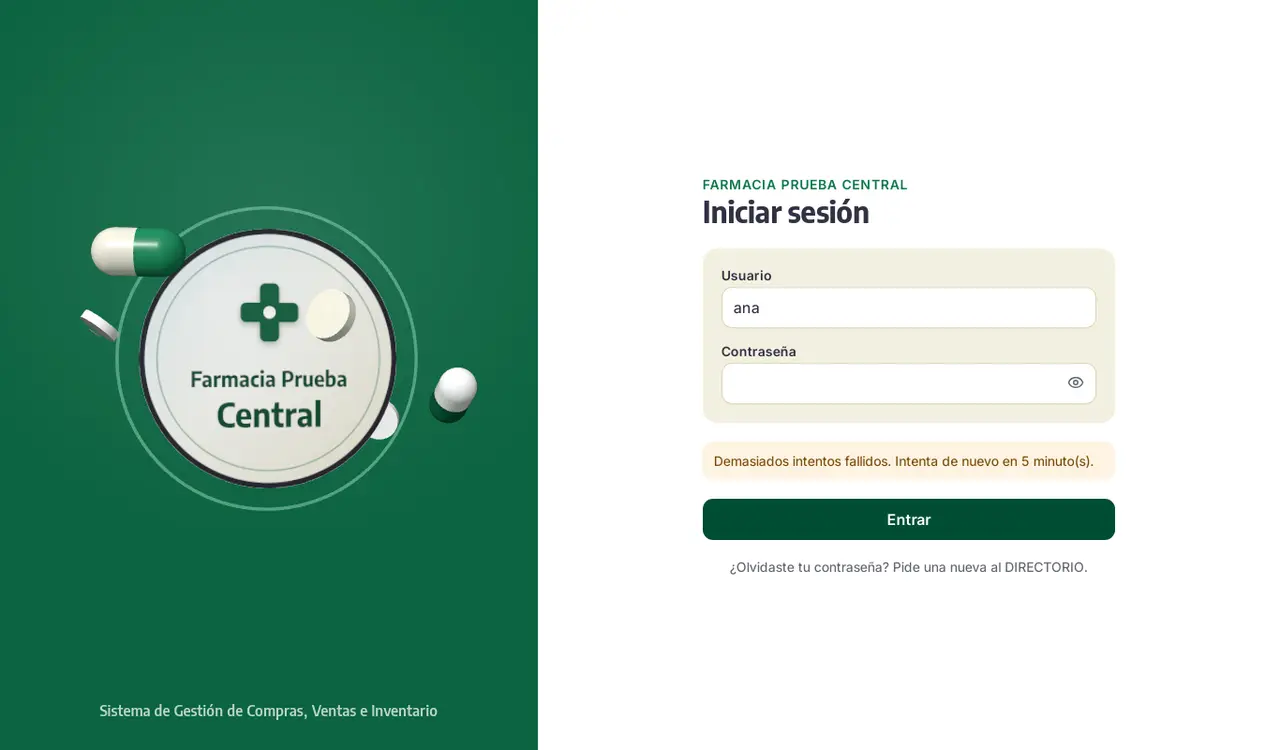 Farmacia Prueba
Central
Sistema de Gestión de Compras, Ventas e Inventario
FARMACIA PRUEBA CENTRAL
Iniciar sesión
Usuario
ana
Contraseña
Demasiados intentos fallidos. Intenta de nuevo en 5 minuto(s).
Entrar
¿Olvidaste tu contraseña? Pide una nueva al DIRECTORIO.